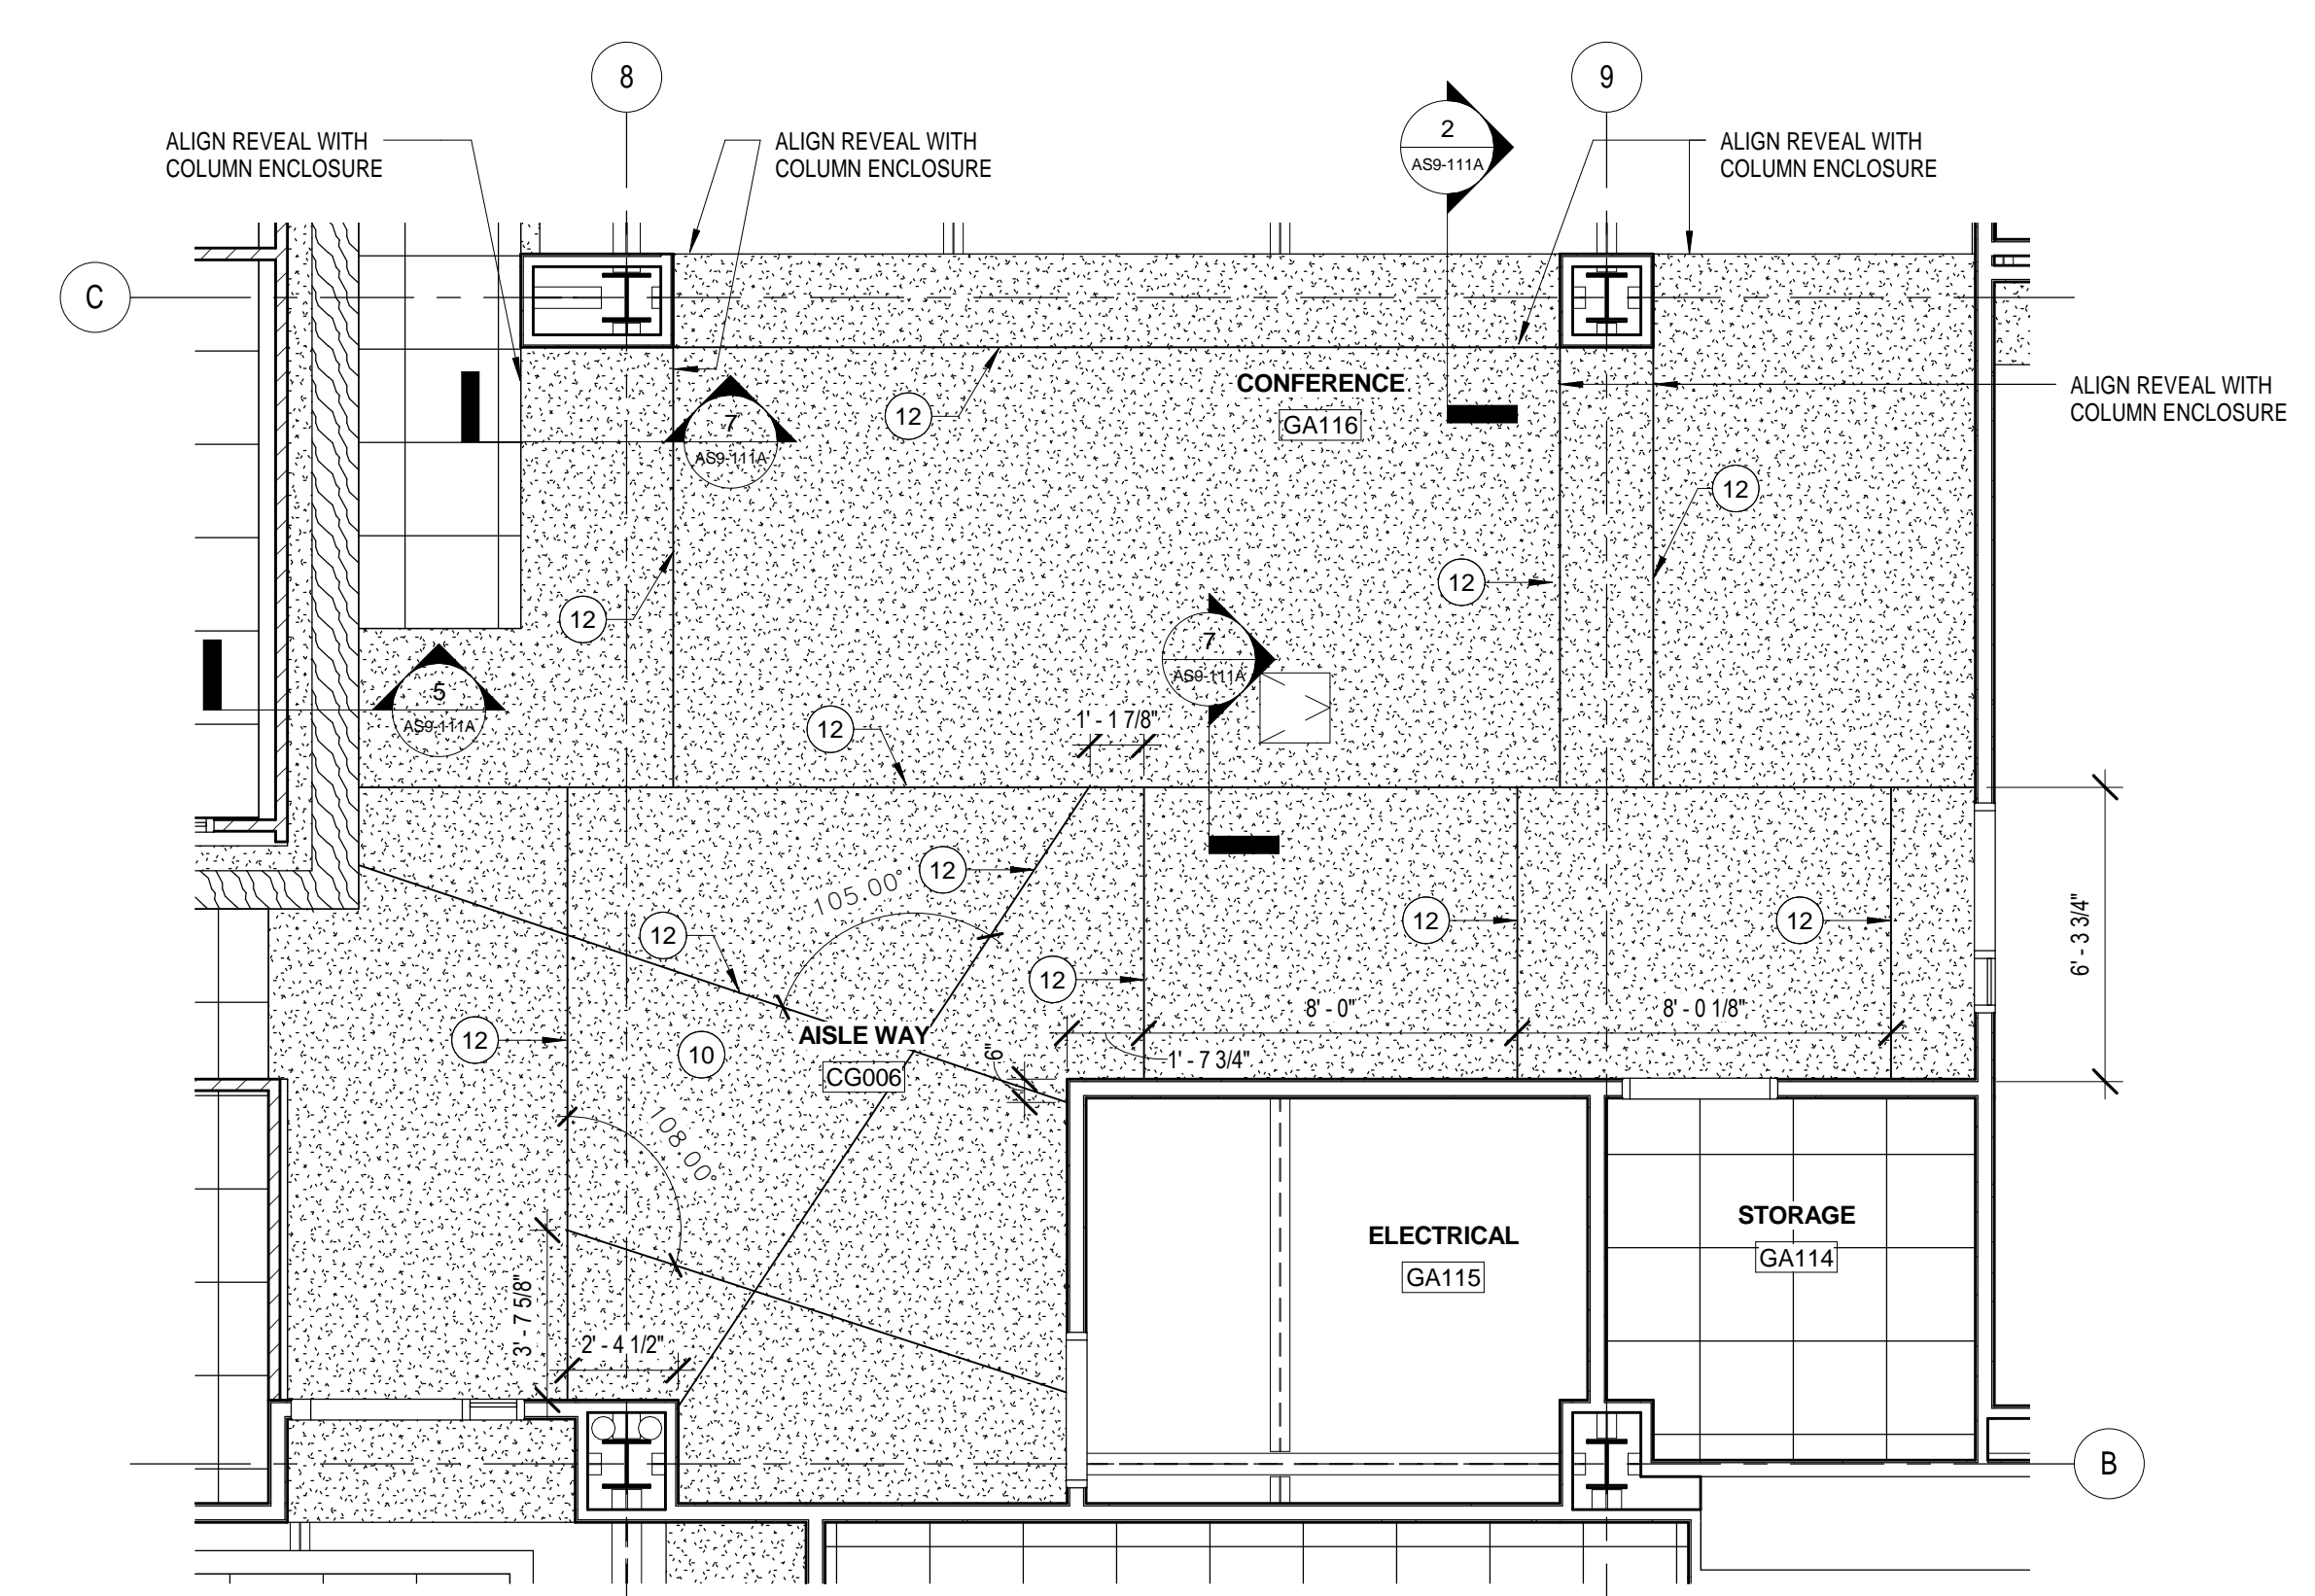 8
9
2
AS9-111A
ALIGN REVEAL WITH
COLUMN ENCLOSURE
ALIGN REVEAL WITH
COLUMN ENCLOSURE
ALIGN REVEAL WITH
COLUMN ENCLOSURE
C
CONFERENCE
GA116
ALIGN REVEAL WITH
COLUMN ENCLOSURE
12
7
AS9-111A
12
12
12
7
AS9-111A
5
AS9-111A
12
1' - 1 7/8"
12
105.00°
12
12
12
6' - 3 3/4"
12
8' - 0"
8' - 0 1/8"
12
10
AISLE WAY
CG006
6"
1' - 7 3/4"
108.00°
STORAGE
GA114
ELECTRICAL
GA115
3' - 7 5/8"
2' - 4 1/2"
B